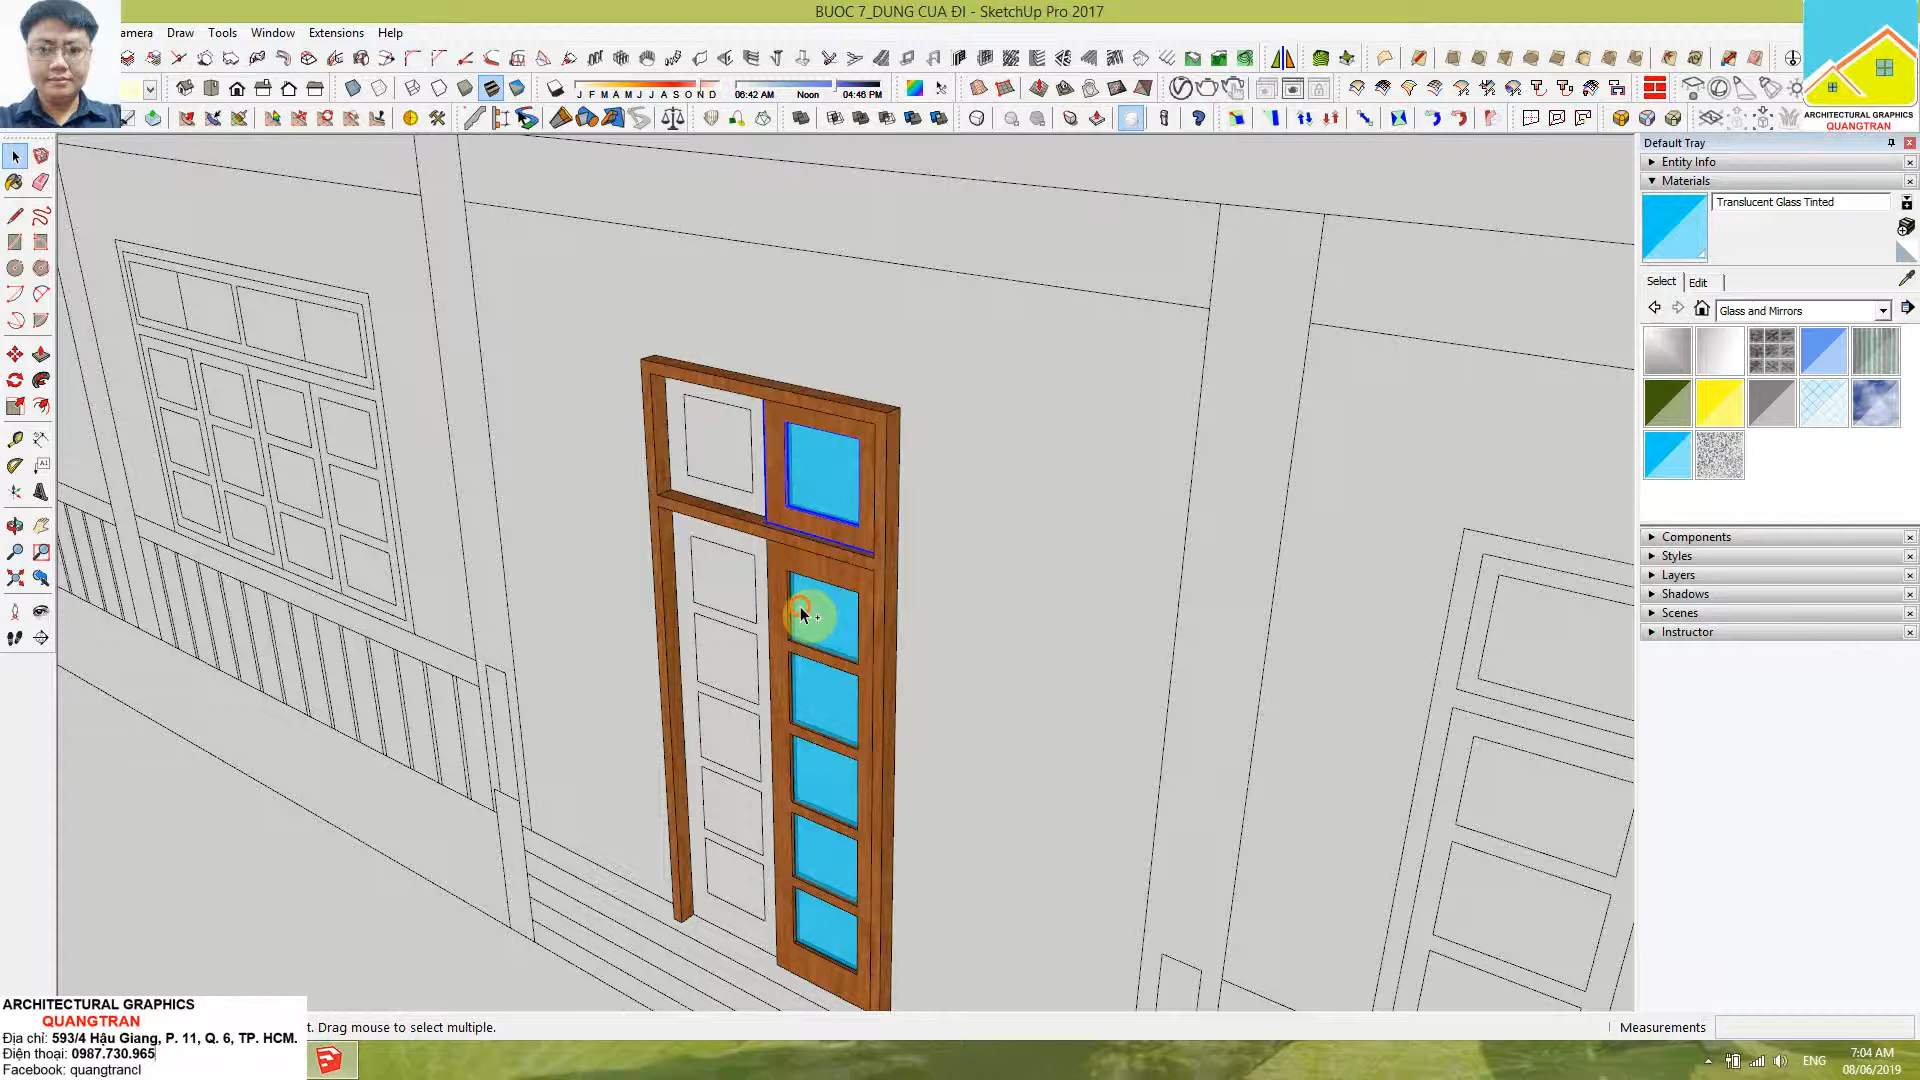 BUOC 7_DUNG CUA ĐI - SketchUp Pro 2017
amera Draw Tools Window Extensions Help
J F M A M J J A S O N D 06:42 AM Noon 04:46 PM
ARCHITECTURAL GRAPHICS
QUANGTRAN
Default Tray
Entity Info
Materials
Translucent Glass Tinted
Select Edit
Glass and Mirrors
Components
Styles
Layers
Shadows
Scenes
Instructor
ARCHITECTURAL GRAPHICS
QUANGTRAN
Địa chỉ: 593/4 Hậu Giang, P. 11, Q. 6, TP. HCM.
Điện thoại: 0987.730.965
Facebook: quangtrancl
t. Drag mouse to select multiple.
Measurements
ENG
7:04 AM
08/06/2019